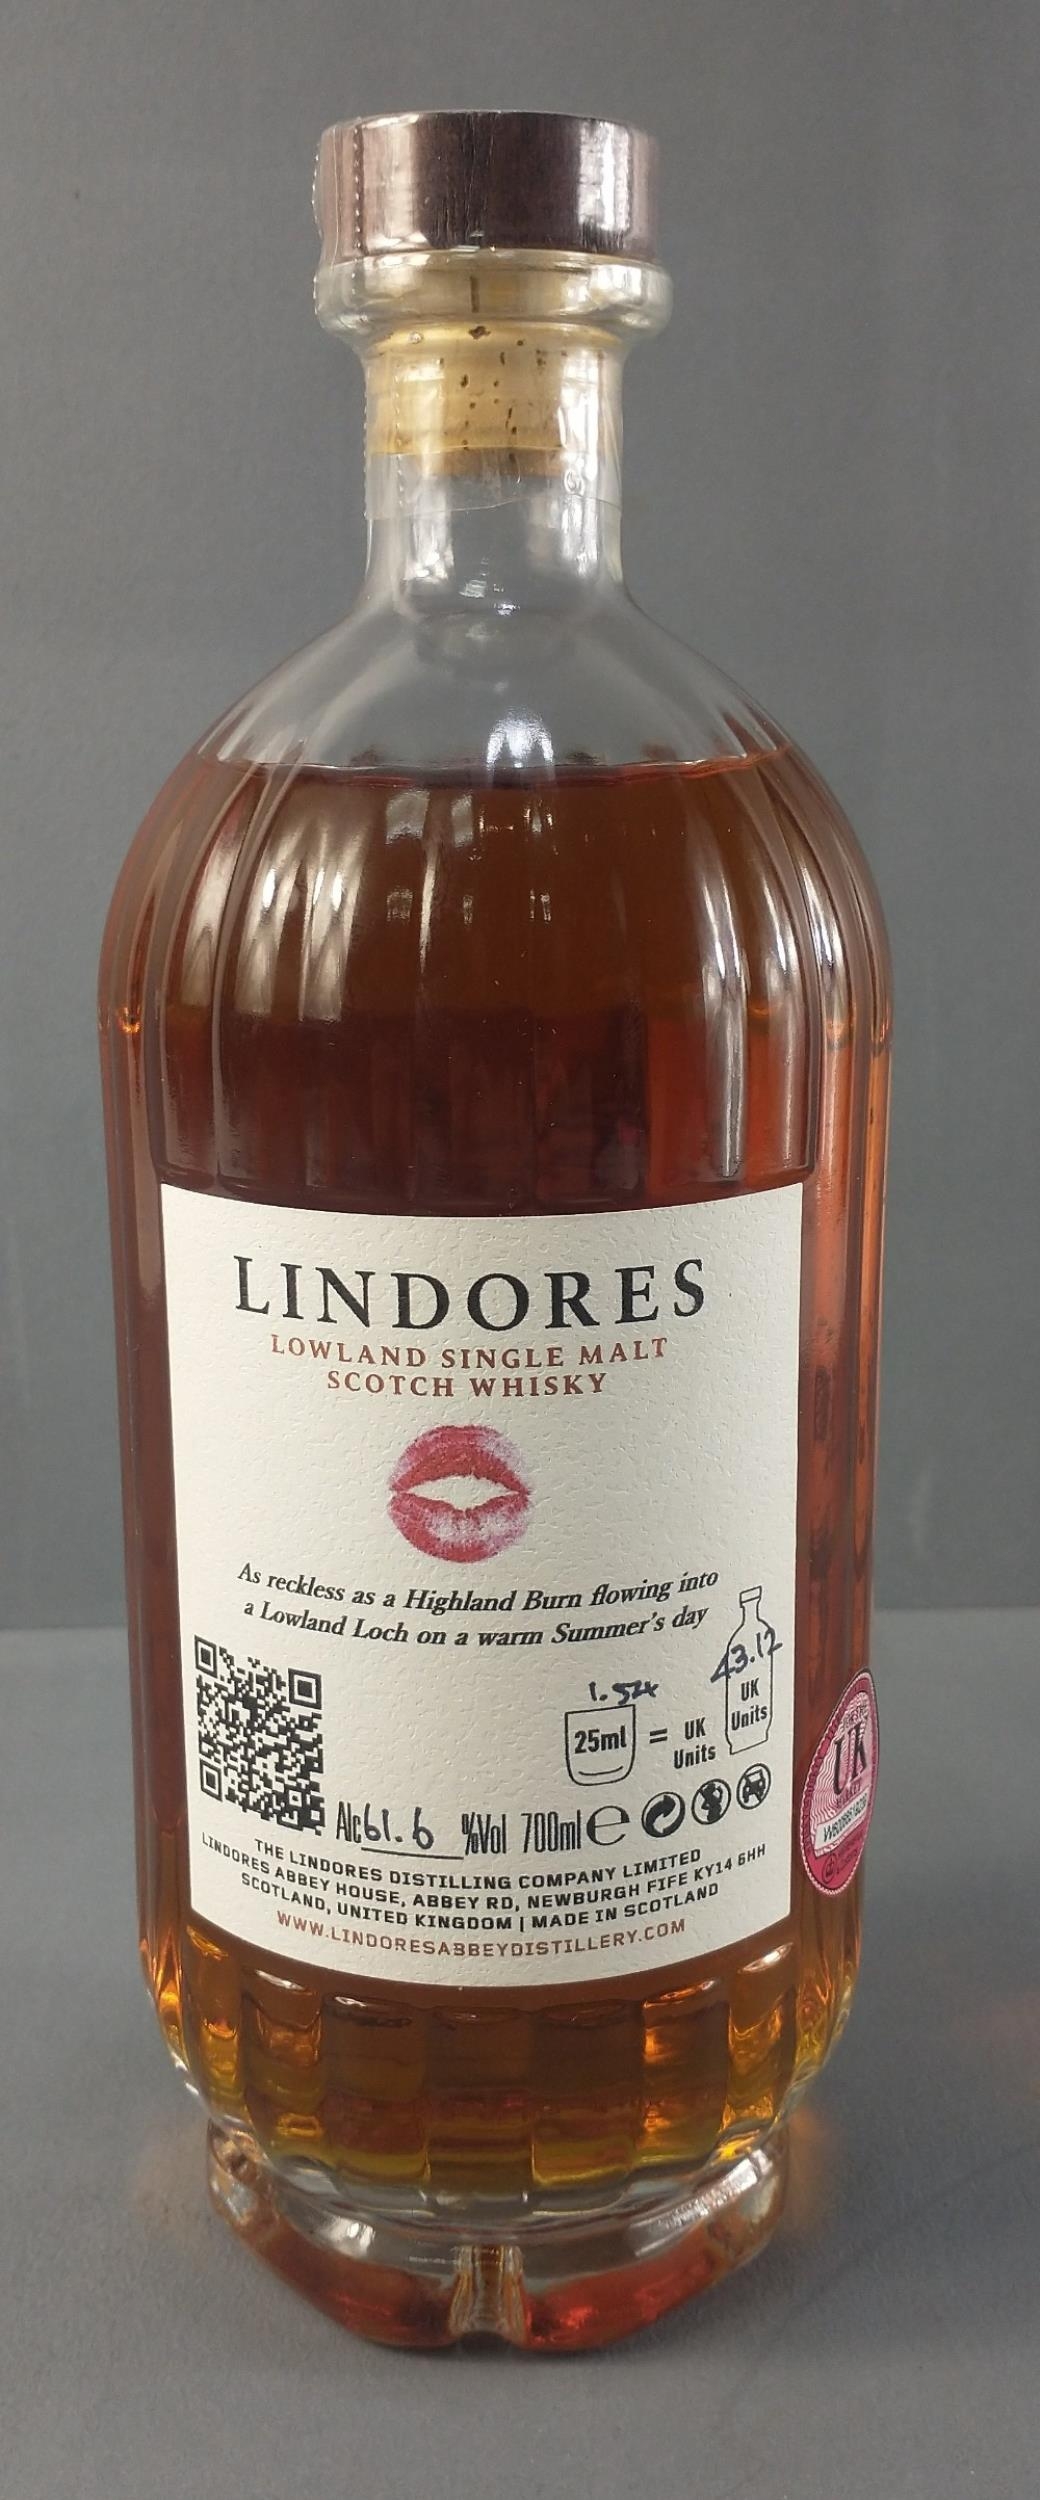 LINDORES
LOWLAND SINGLE MALT
SCOTCH WHISKY
As reckless as a Highland Burn flowing into
a Lowland Loch on a warm Summer's day
43.12
UK
Units
1.54
25ml = UK
Units
Alc 61.6 %Vol 700ml ℮
THE LINDORES DISTILLING COMPANY LIMITED
LINDORES ABBEY HOUSE, ABBEY RD, NEWBURGH FIFE KY14 6HH
SCOTLAND, UNITED KINGDOM | MADE IN SCOTLAND
WWW.LINDORESABBEYDISTILLERY.COM
UK